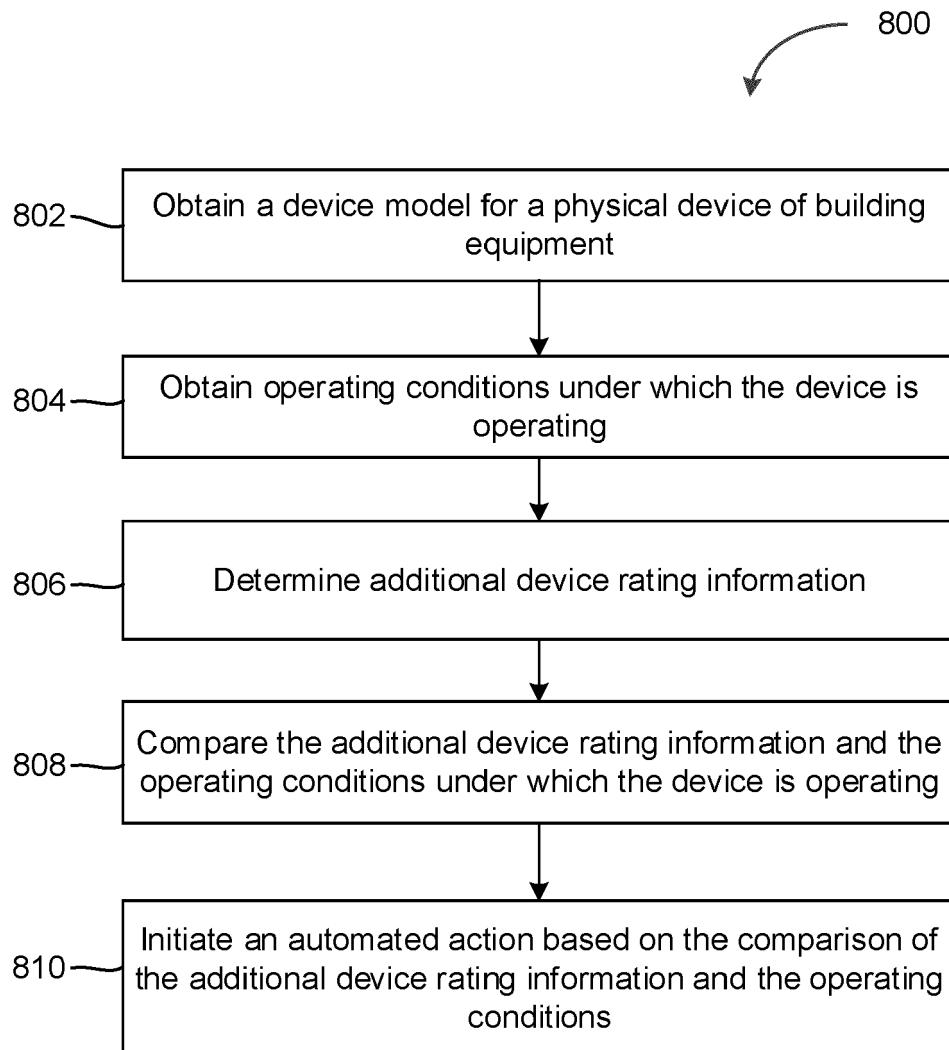 800
802
Obtain a device model for a physical device of building
equipment
804
Obtain operating conditions under which the device is
operating
806
Determine additional device rating information
808
Compare the additional device rating information and the
operating conditions under which the device is operating
810
Initiate an automated action based on the comparison of
the additional device rating information and the operating
conditions